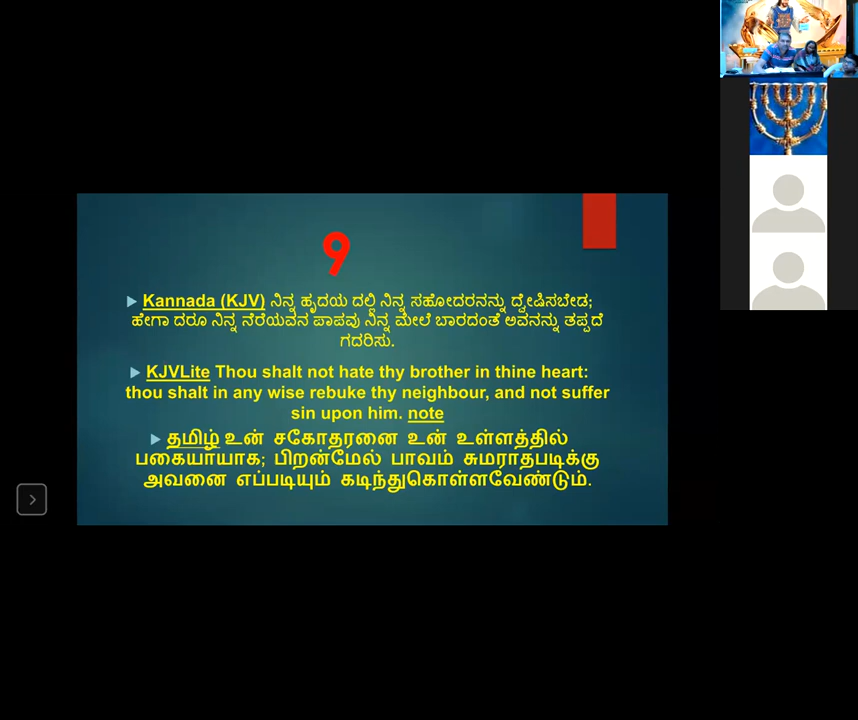 9
Kannada (KJV) ನಿನ್ನ ಹೃದಯ ದಲ್ಲಿ ನಿನ್ನ ಸಹೋದರನನ್ನು ದ್ವೇಷಿಸಬೇಡ;
ಹೇಗಾ ದರೂ ನಿನ್ನ ನೆರೆಯವನ ಪಾಪವು ನಿನ್ನ ಮೇಲೆ ಬಾರದಂತೆ ಅವನನ್ನು ತಪ್ಪದೆ
ಗದರಿಸು.
KJVLite Thou shalt not hate thy brother in thine heart:
thou shalt in any wise rebuke thy neighbour, and not suffer
sin upon him. note
தமிழ் உன் சகோதரனை உன் உள்ளத்தில்
பகையாயாக; பிறன்மேல் பாவம் சுமராதபடிக்கு
அவனை எப்படியும் கடிந்துகொள்ளவேண்டும்.